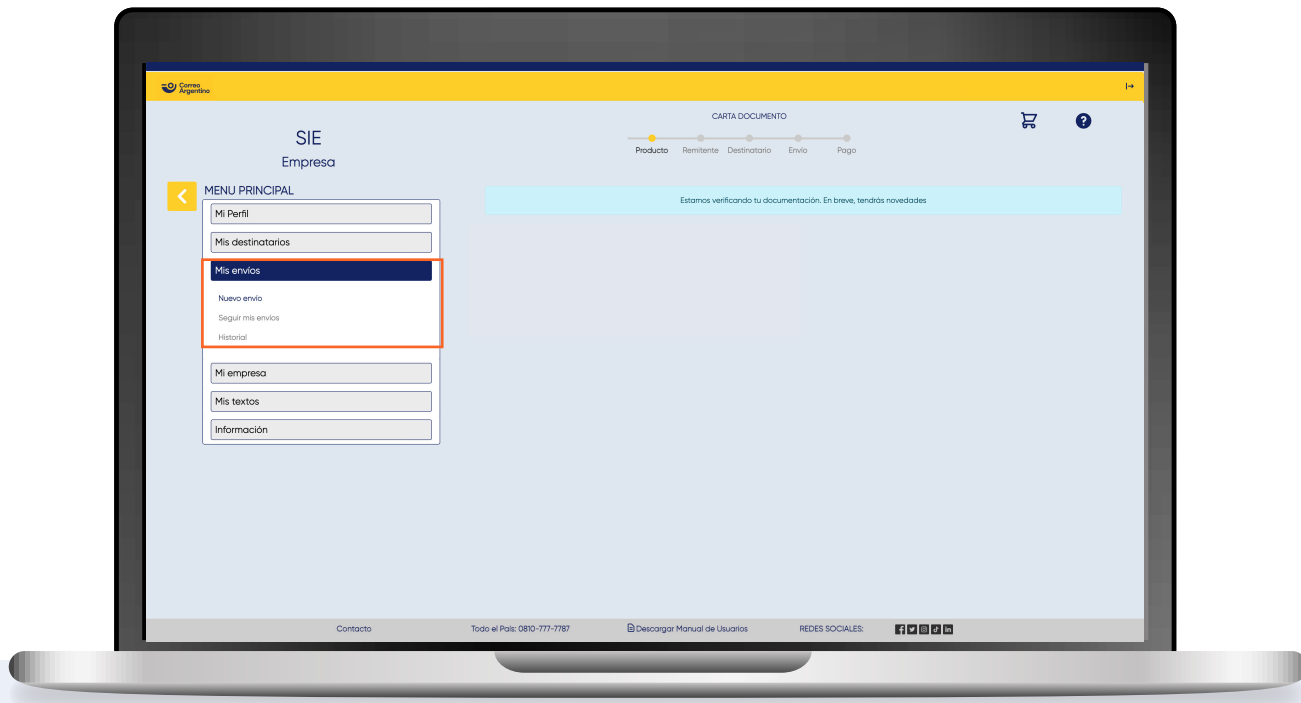 Correo
Argentino
CARTA DOCUMENTO
SIE
Empresa
Producto Remitente Destinatario Envío Pago
MENU PRINCIPAL
Estamos verificando tu documentación. En breve, tendrás novedades
Mi Perfil
Mis destinatarios
Mis envíos
Nuevo envío
Seguir mis envíos
Historial
Mi empresa
Mis textos
Información
Contacto Todo el País: 0810-777-7787 Descargar Manual de Usuarios REDES SOCIALES: